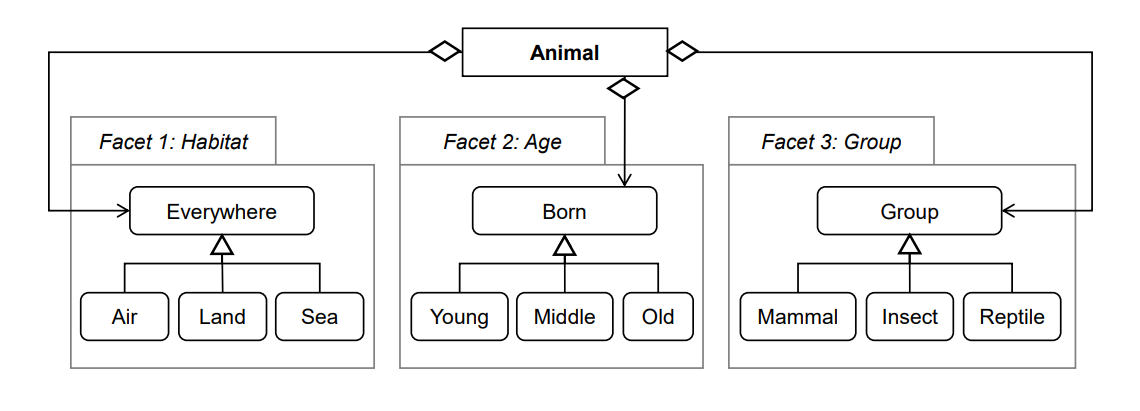 Animal
Facet 1: Habitat
Facet 2: Age
Facet 3: Group
Everywhere
Born
Group
Air
Land
Sea
Young
Middle
Old
Mammal
Insect
Reptile